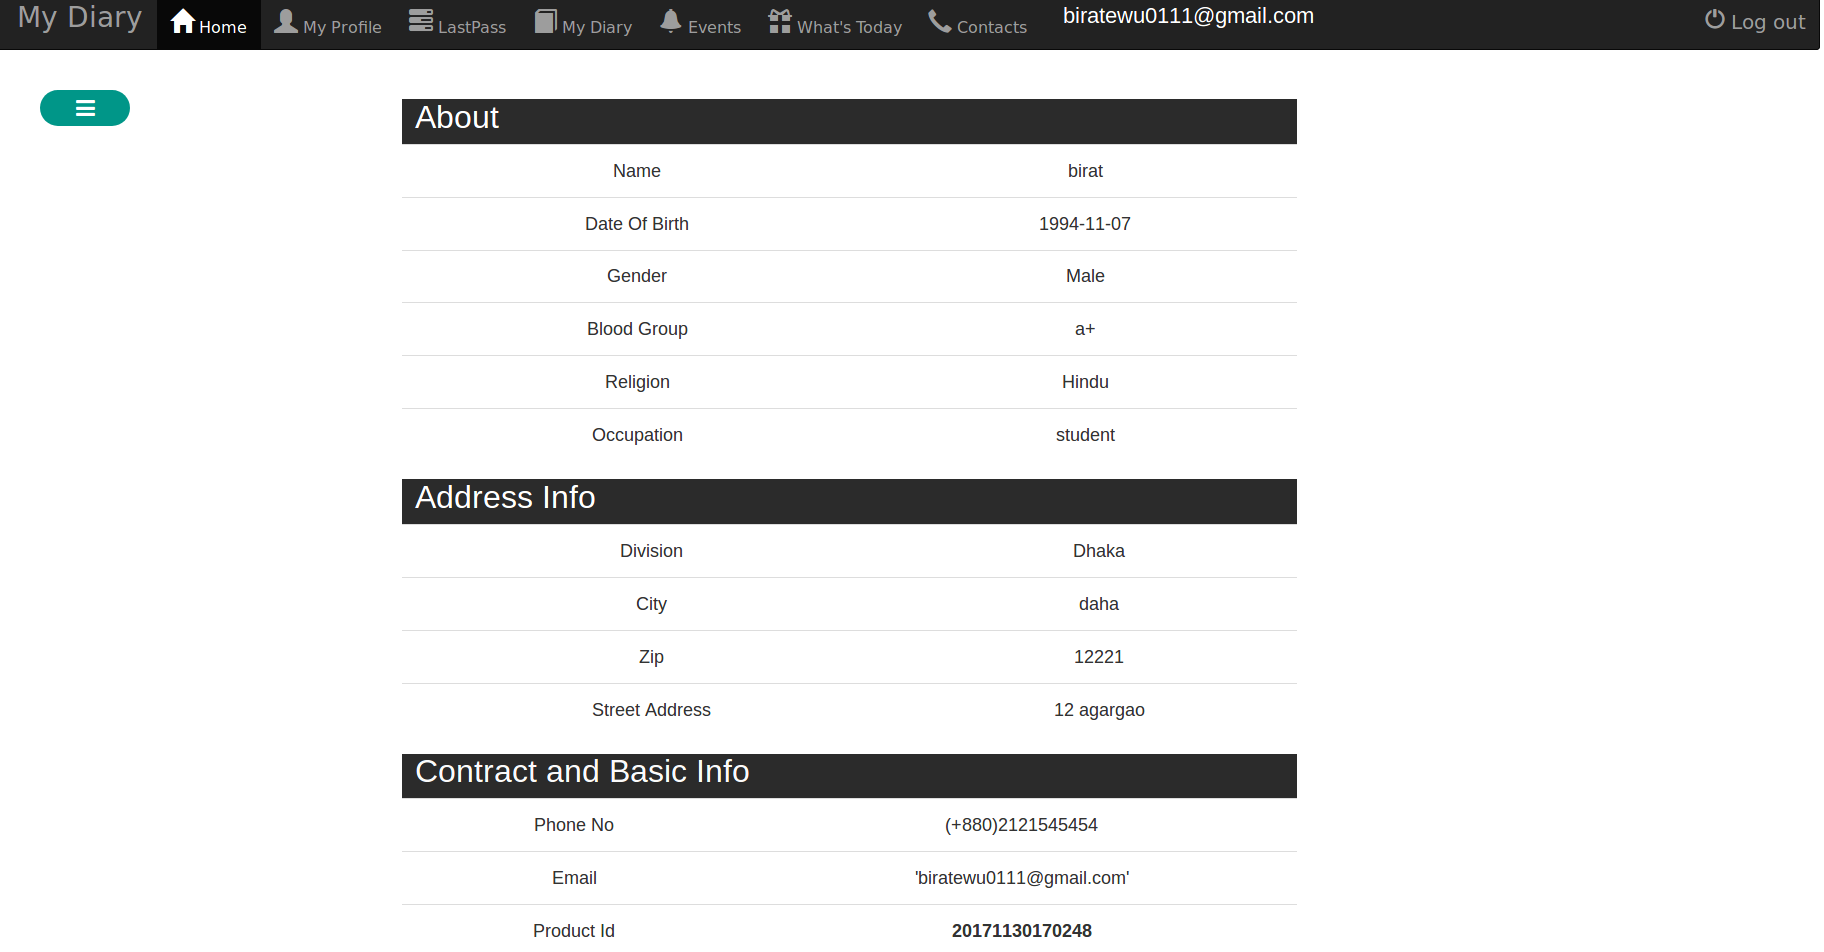 My Diary Home My Profile LastPass My Diary Events What's Today Contacts biratewu0111@gmail.com Log out
About
Name birat
Date Of Birth 1994-11-07
Gender Male
Blood Group a+
Religion Hindu
Occupation student
Address Info
Division Dhaka
City daha
Zip 12221
Street Address 12 agargao
Contract and Basic Info
Phone No (+880)2121545454
Email 'biratewu0111@gmail.com'
Product Id 20171130170248